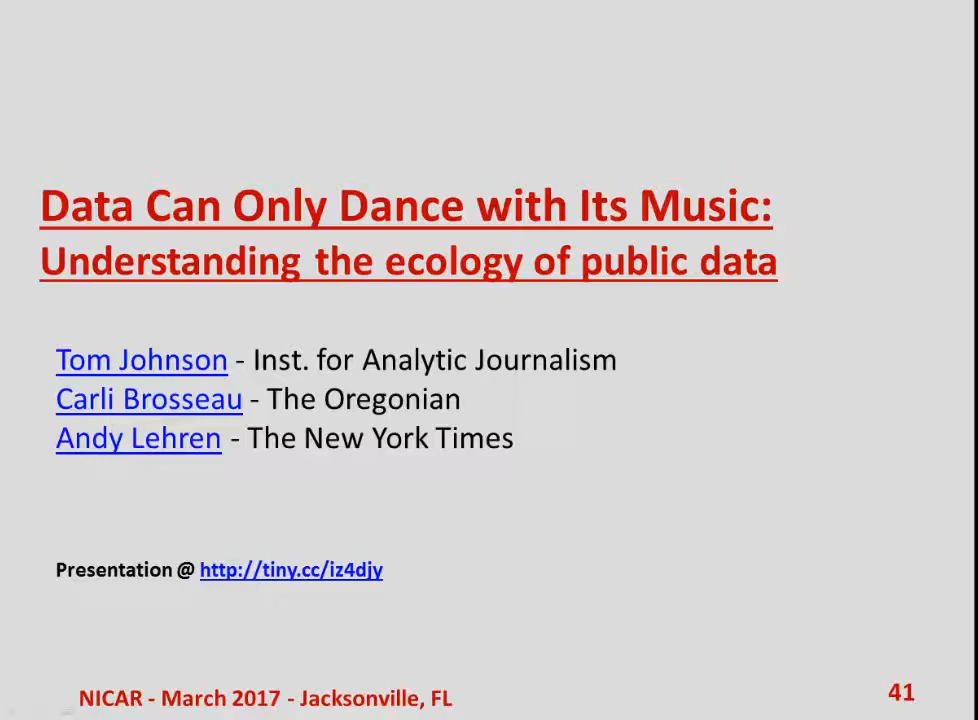 Data Can Only Dance with Its Music:
Understanding the ecology of public data
Tom Johnson - Inst. for Analytic Journalism
Carli Brosseau - The Oregonian
Andy Lehren - The New York Times
Presentation @ http://tiny.cc/iz4djy
NICAR - March 2017 - Jacksonville, FL
41